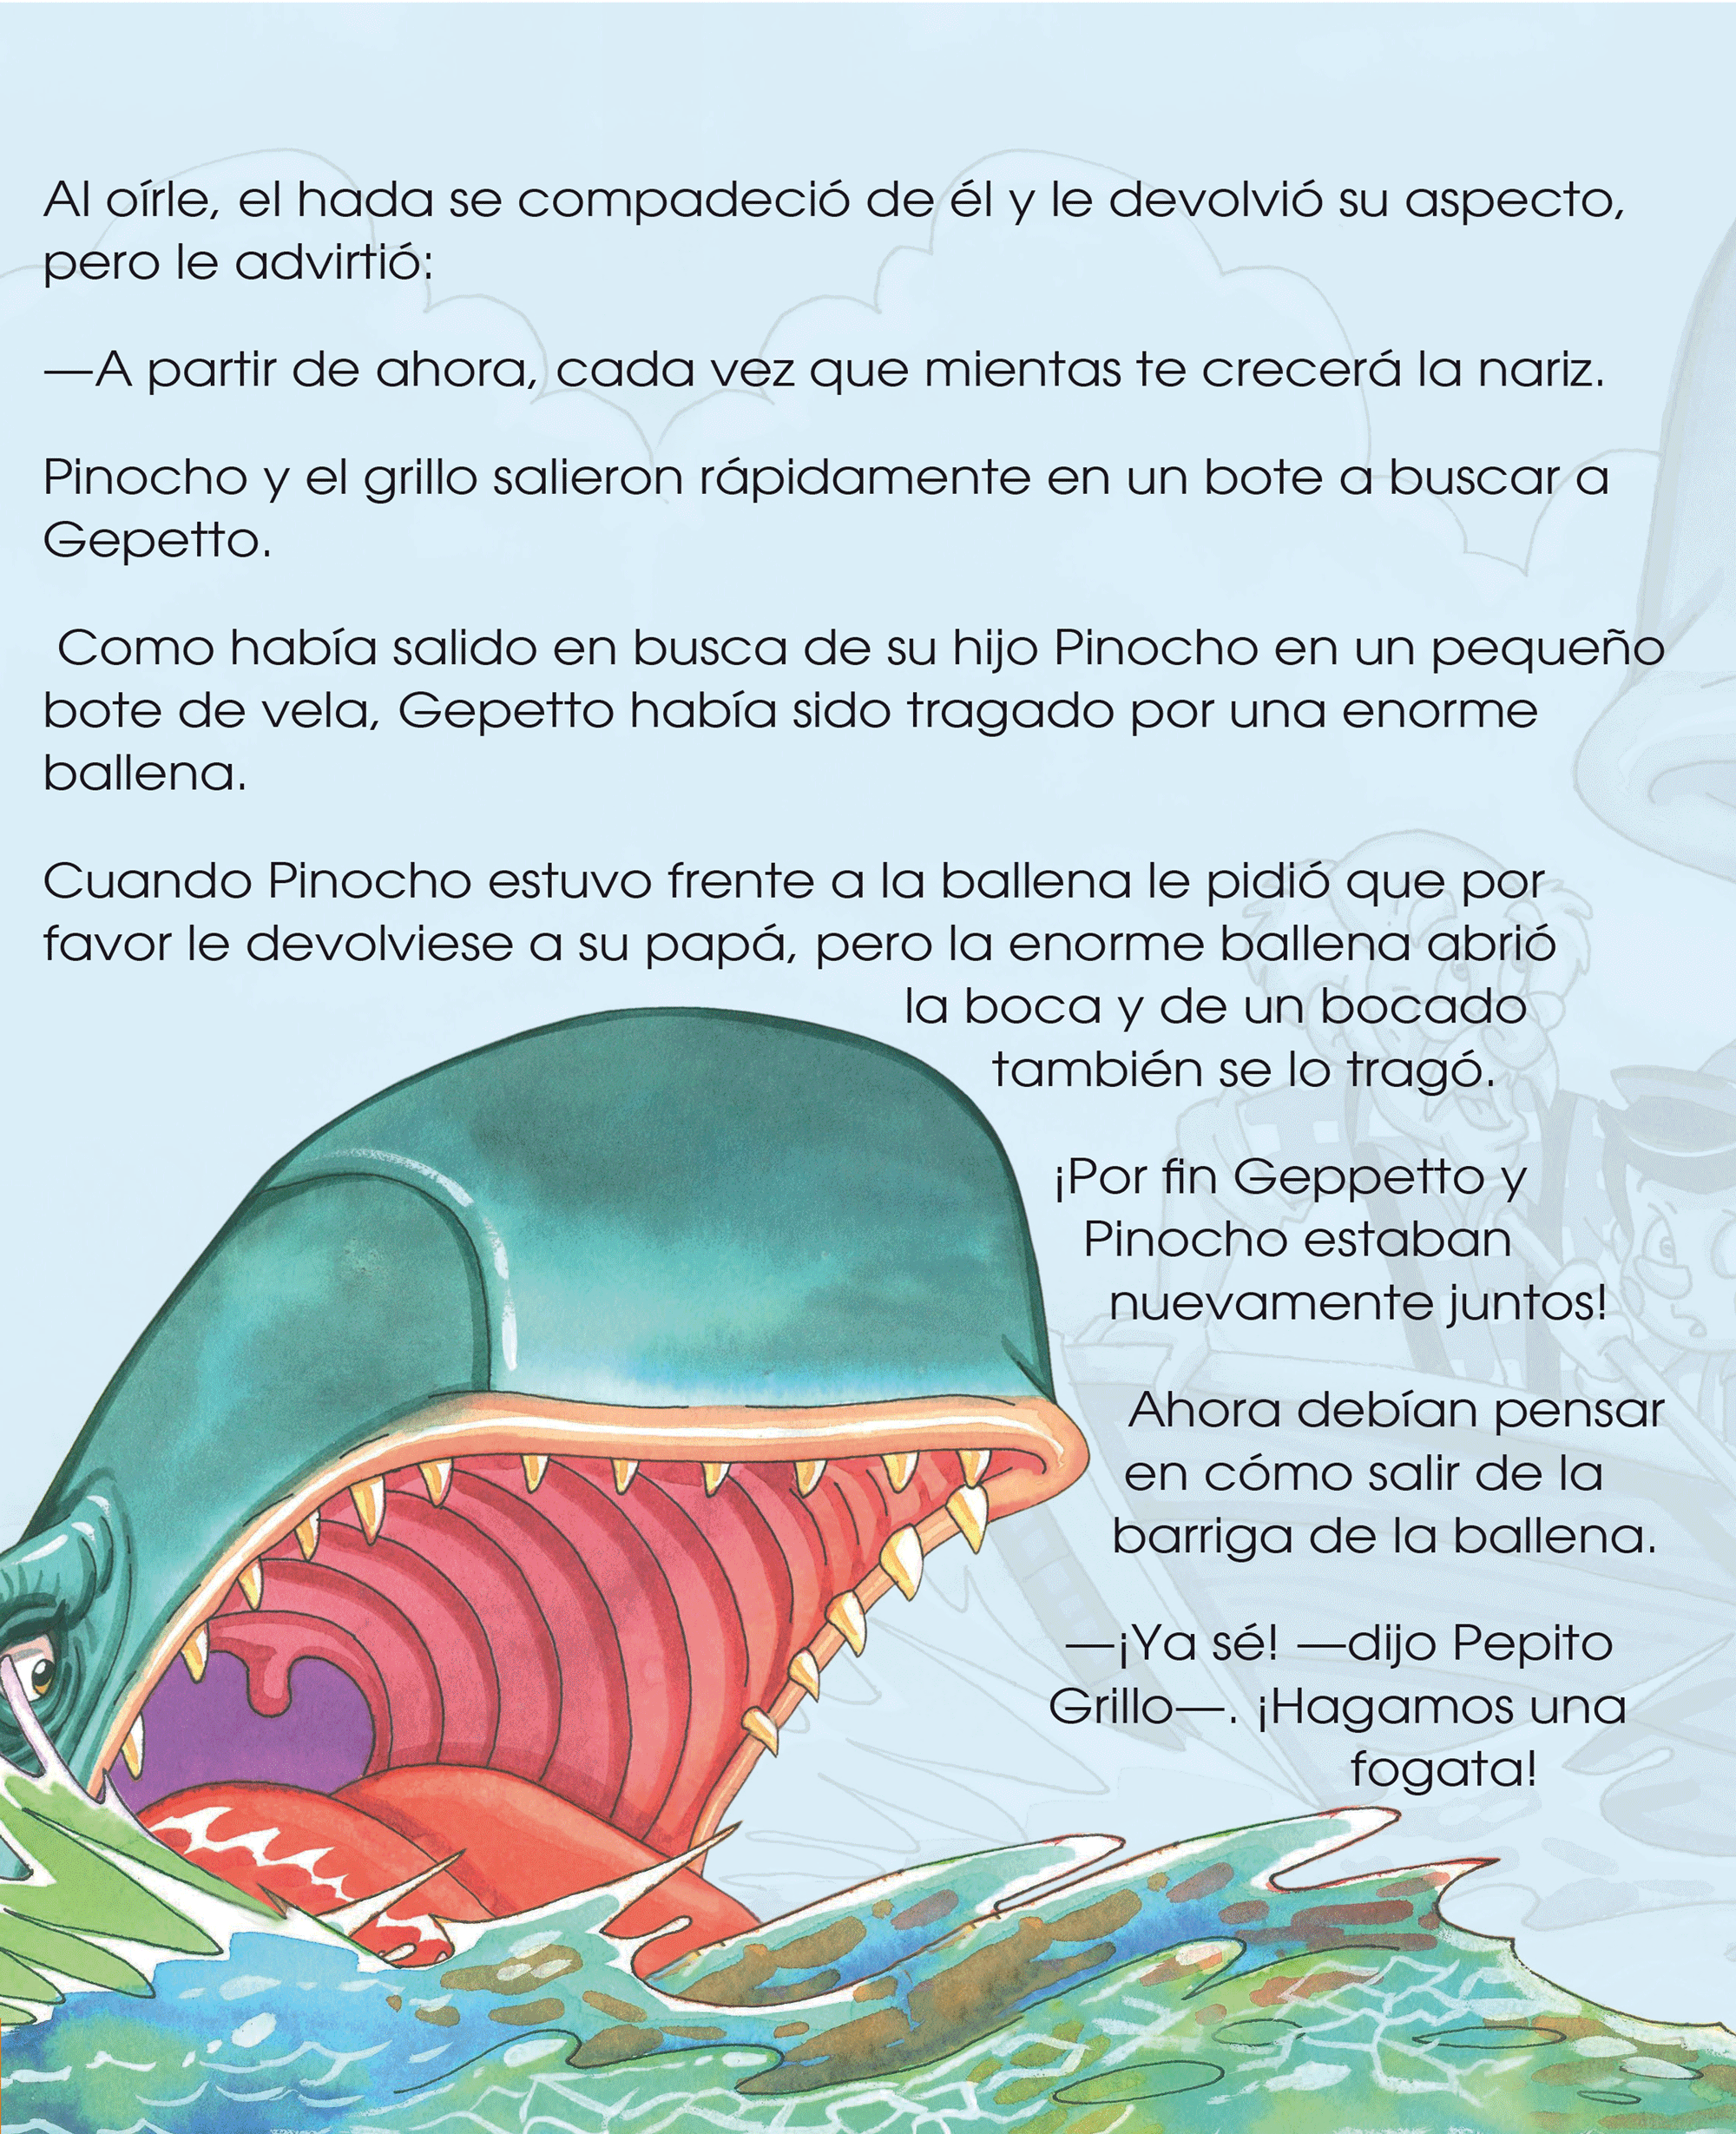 Al oírle, el hada se compadeció de él y le devolvió su aspecto,
pero le advirtió:
—A partir de ahora, cada vez que mientas te crecerá la nariz.
Pinocho y el grillo salieron rápidamente en un bote a buscar a
Gepetto.
Como había salido en busca de su hijo Pinocho en un pequeño
bote de vela, Gepetto había sido tragado por una enorme
ballena.
Cuando Pinocho estuvo frente a la ballena le pidió que por
favor le devolviese a su papá, pero la enorme ballena abrió
la boca y de un bocado
también se lo tragó.
¡Por fin Geppetto y
Pinocho estaban
nuevamente juntos!
Ahora debían pensar
en cómo salir de la
barriga de la ballena.
—¡Ya sé! —dijo Pepito
Grillo—. ¡Hagamos una
fogata!